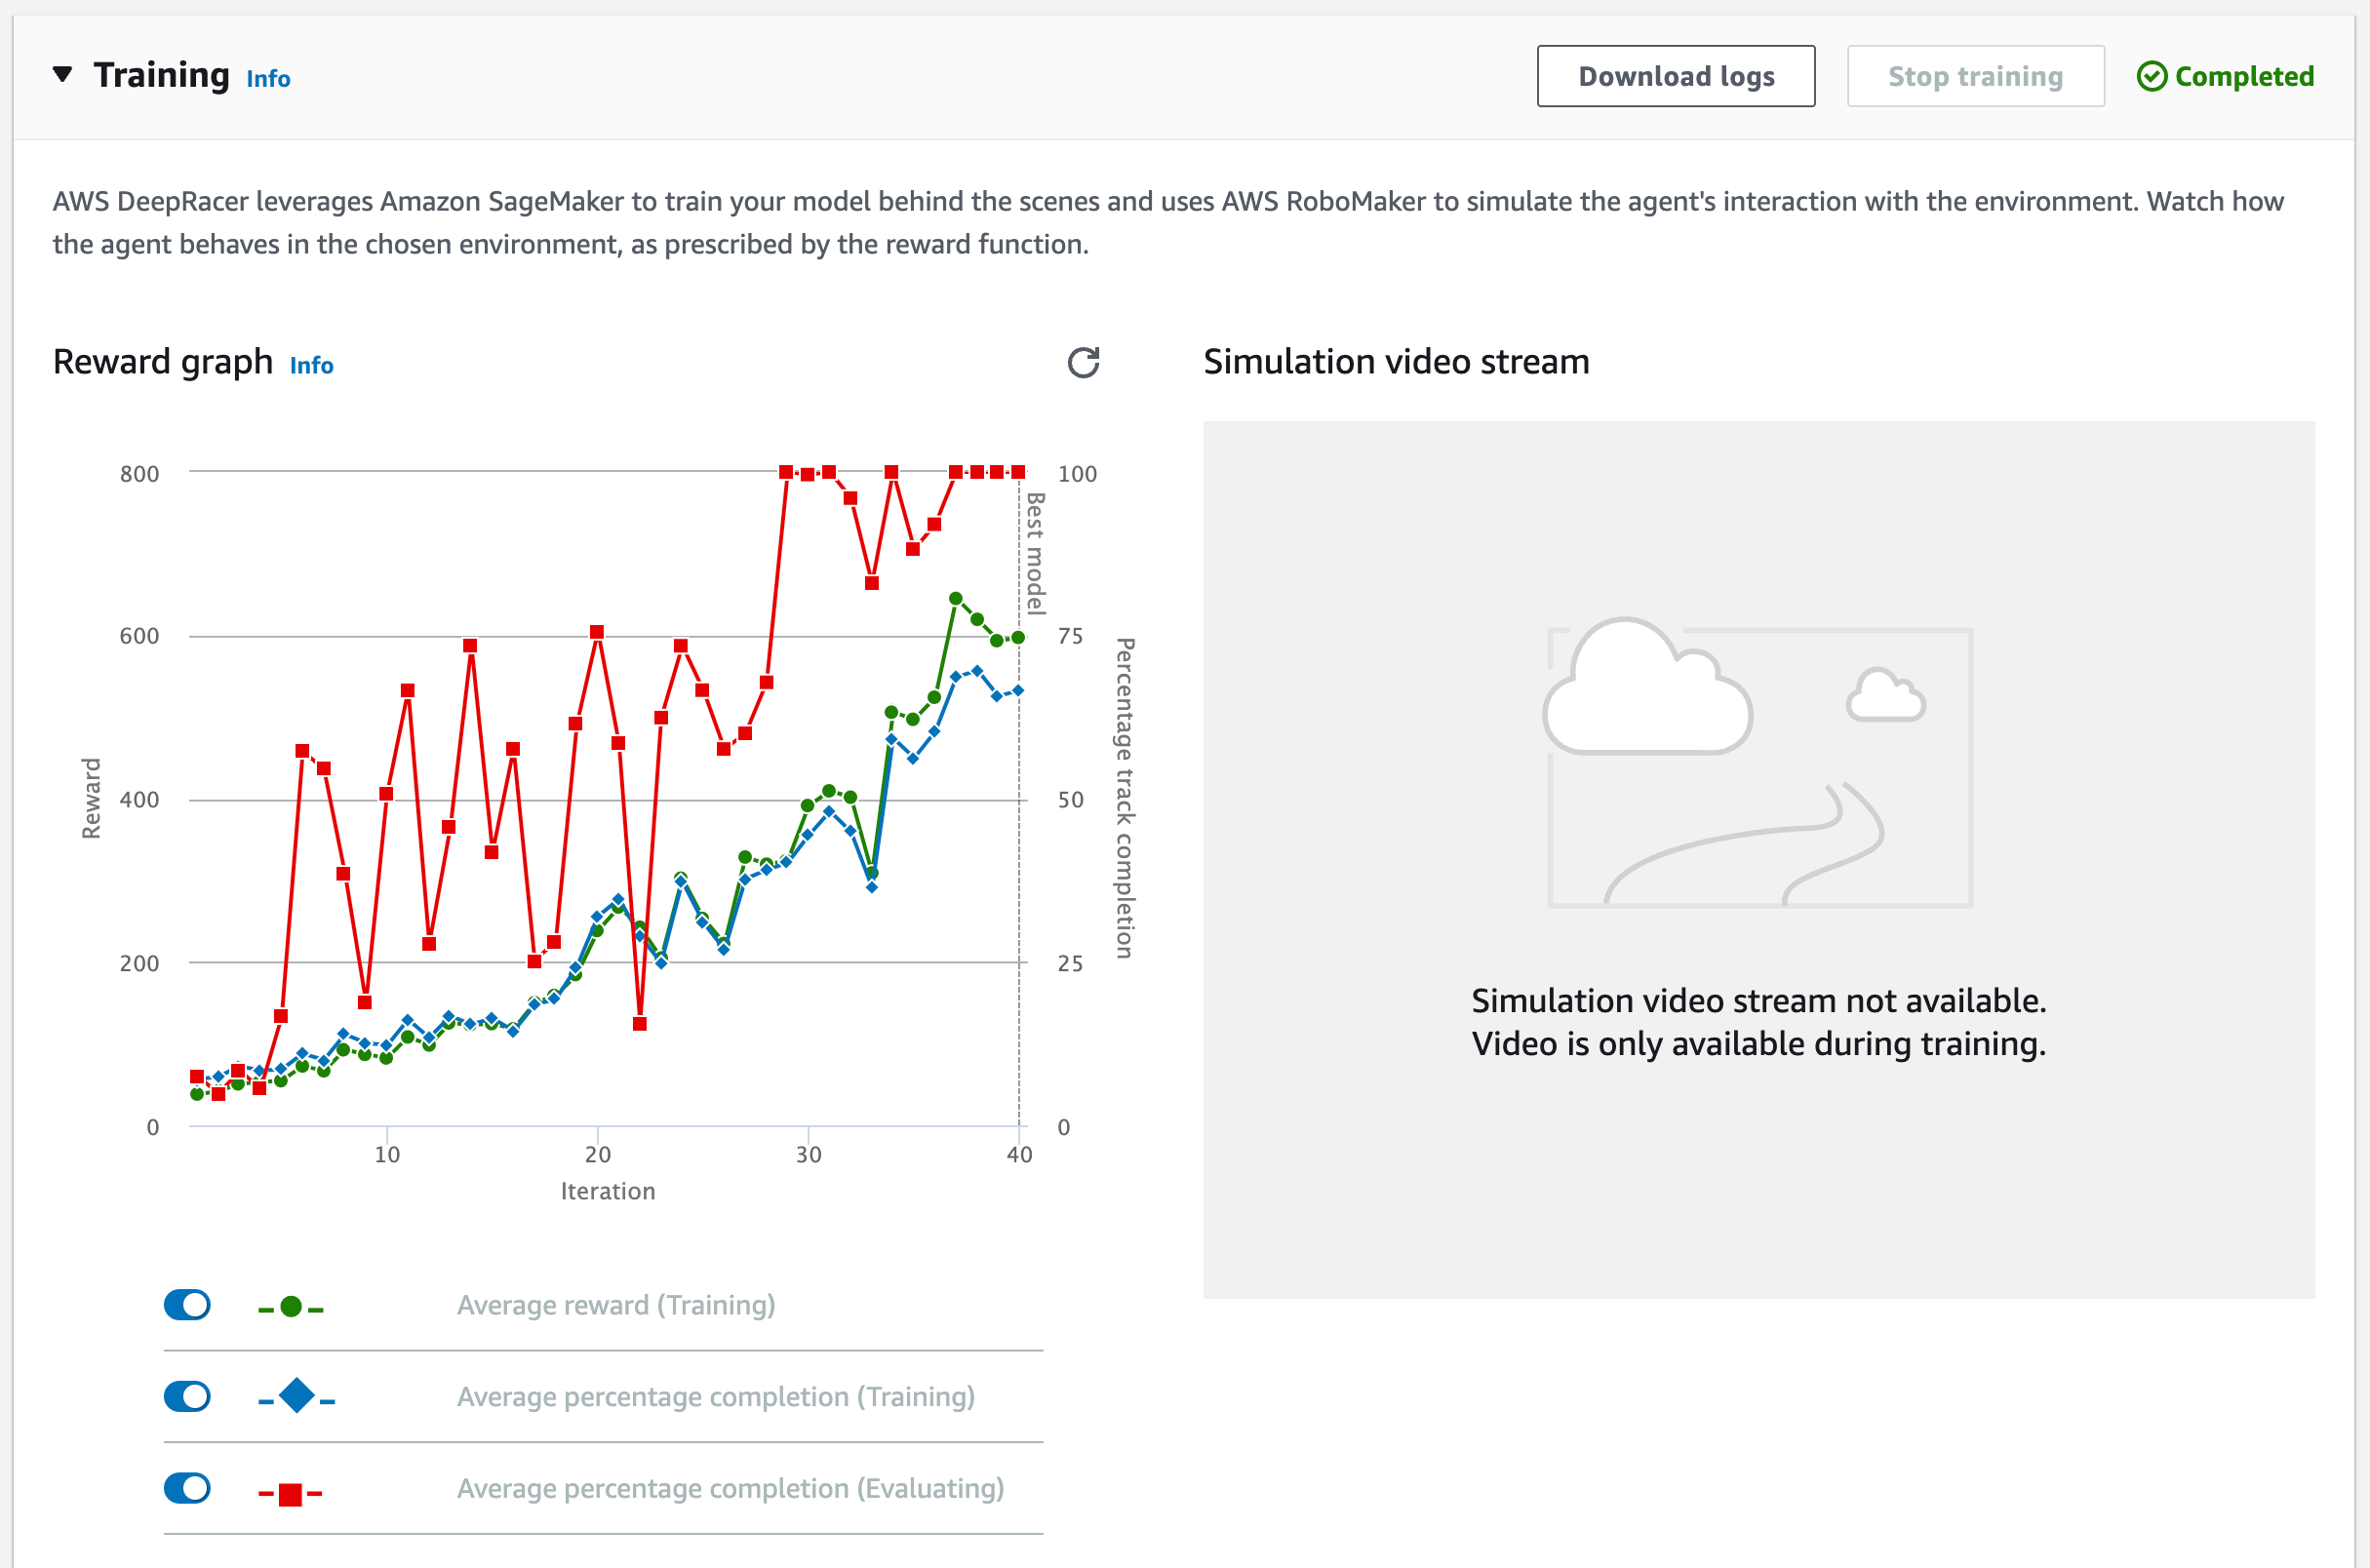 Training Info
Download logs
Stop training
Completed
AWS DeepRacer leverages Amazon SageMaker to train your model behind the scenes and uses AWS RoboMaker to simulate the agent's interaction with the environment. Watch how
the agent behaves in the chosen environment, as prescribed by the reward function.
Reward graph Info
Simulation video stream
800
600
400
200
0
Reward
100
75
50
25
0
Percentage track completion
Best model
10
20
30
40
Iteration
Simulation video stream not available.
Video is only available during training.
Average reward (Training)
Average percentage completion (Training)
Average percentage completion (Evaluating)